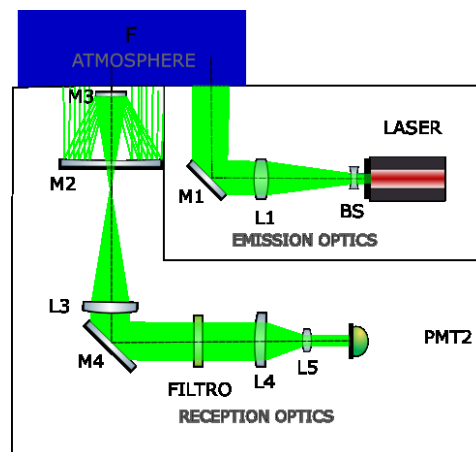 F
ATMOSPHERE
M3
LASER
M2
M1
L1
BS
EMISSION OPTICS
L3
M4
FILTRO
L4
L5
PMT2
RECEPTION OPTICS